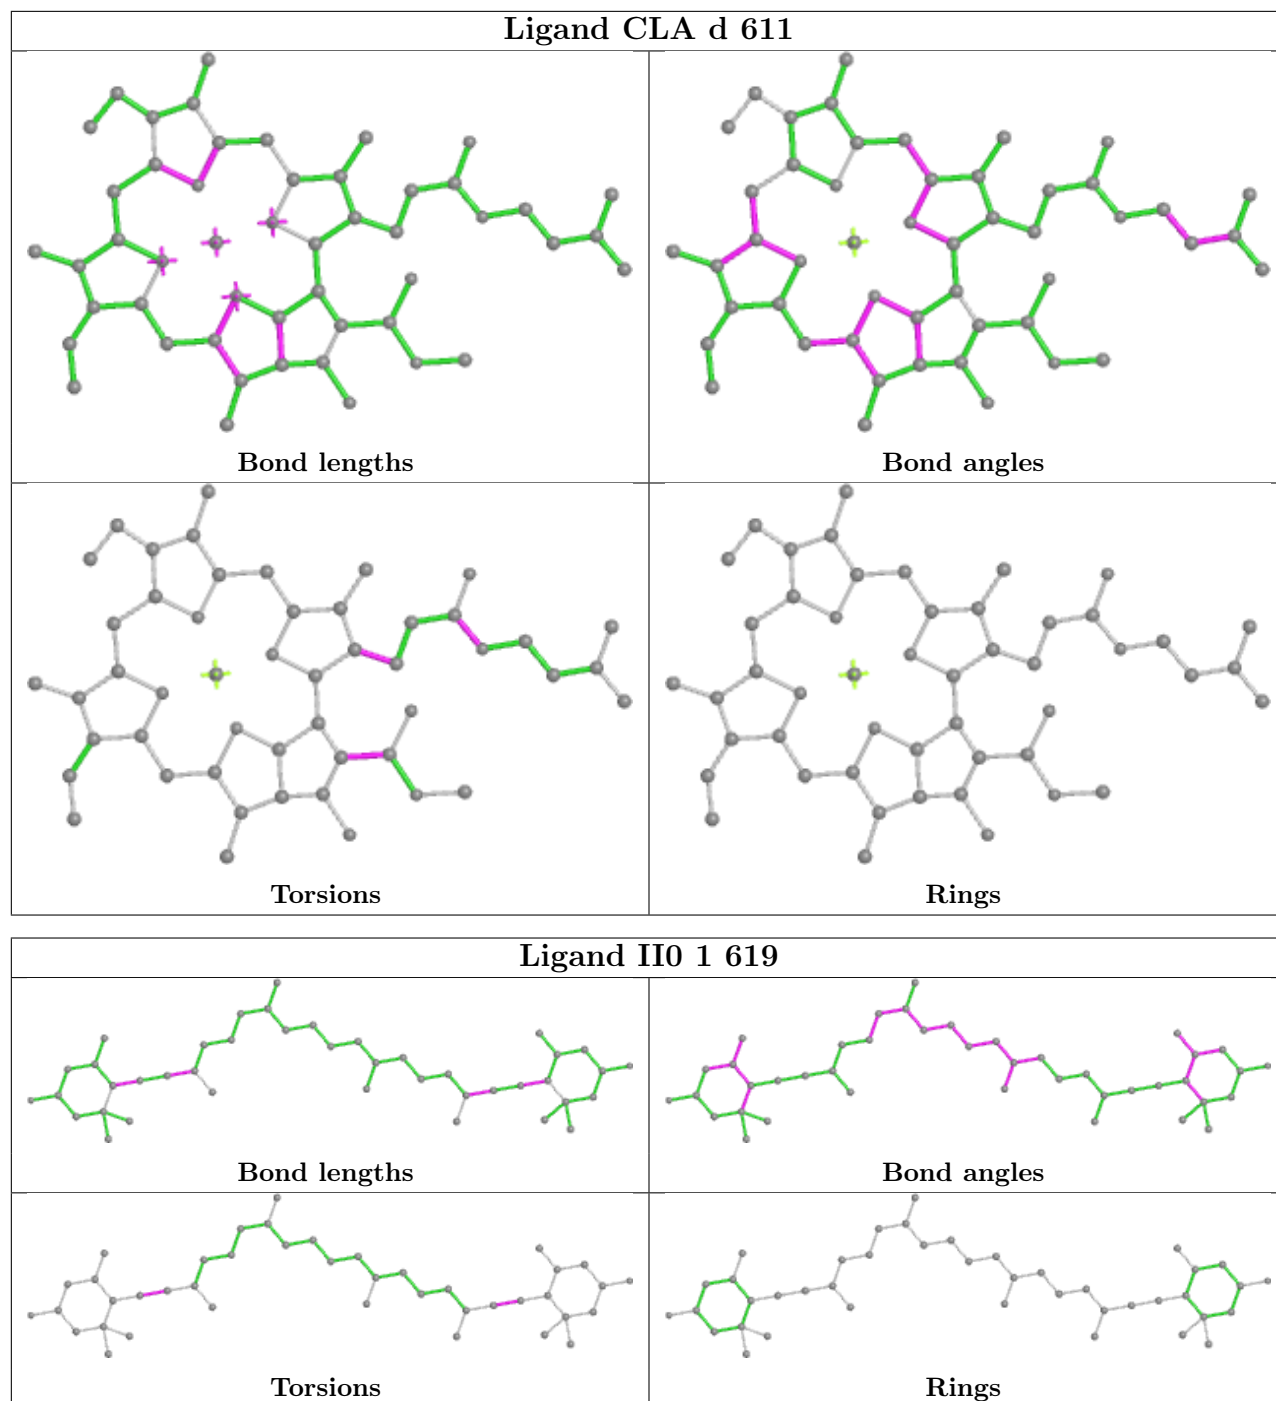 Ligand CLA d 611
Bond lengths
Bond angles
Torsions
Rings
Ligand II0 1 619
Bond lengths
Bond angles
Torsions
Rings